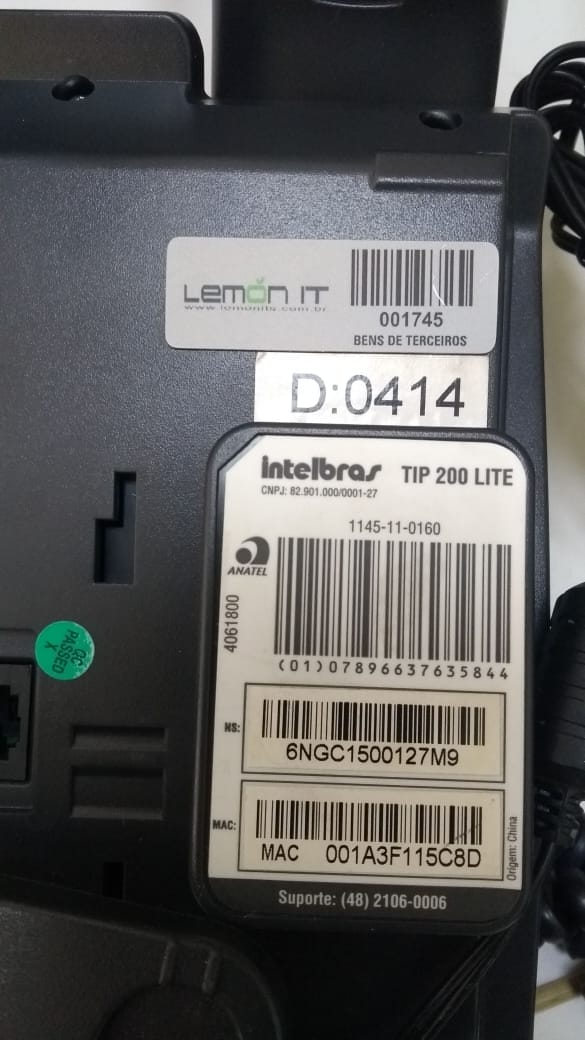 LEMON IT
www.lemonit.com.br
001745
BENS DE TERCEIROS
D:0414
intelbras TIP 200 LITE
CNPJ: 82.901.000/0001-27
1145-11-0160
ANATEL
4061800
(01)07896637635844
QC
PASSED
X
NS:
6NGC1500127M9
MAC:
MAC 001A3F115C8D
Origem: China
Suporte: (48) 2106-0006